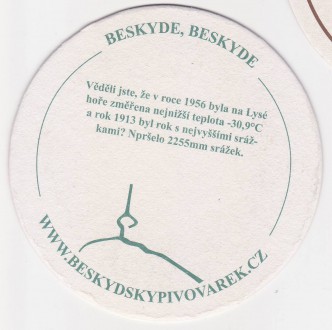 BESKYDE, BESKYDE
Věděli jste, že v roce 1956 byla na Lysé
hoře změřena nejnižší teplota -30,9°C
a rok 1913 byl rok s nejvyššími sráž-
kami? Npršelo 2255mm srážek.
WWW.BESKYDSKYPIVOVAREK.CZ